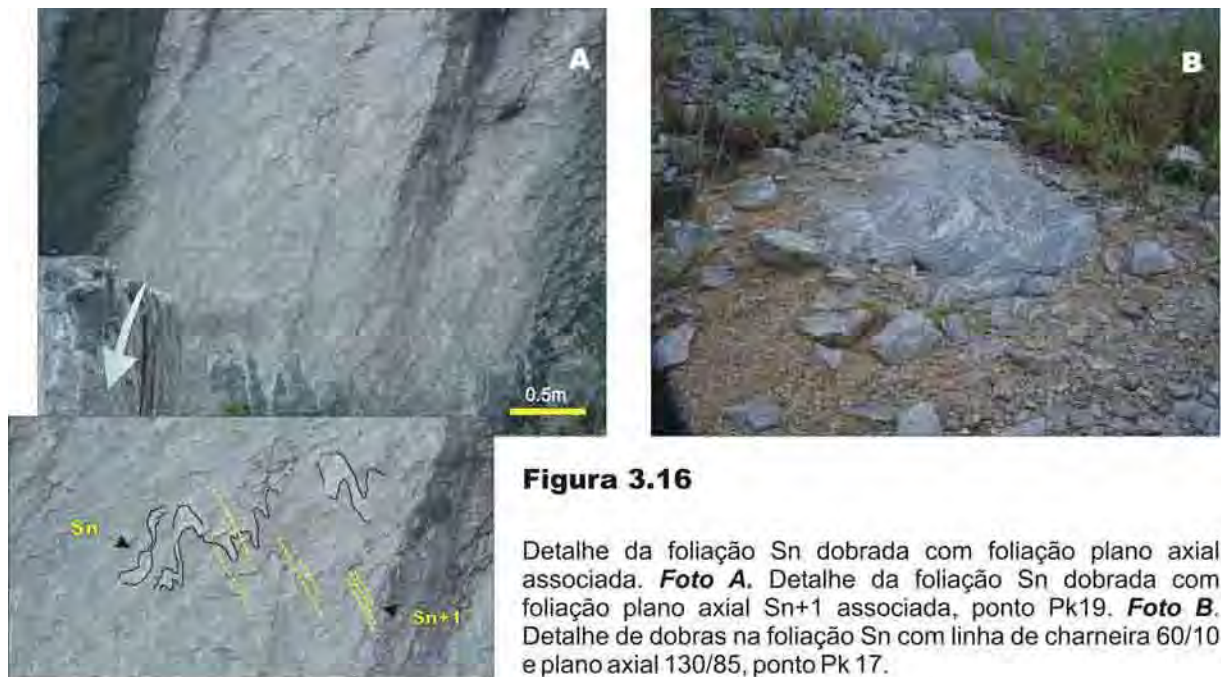 A
B
0.5m
Sn
Sn+1
Figura 3.16
Detalhe da foliação Sn dobrada com foliação plano axial
associada. Foto A. Detalhe da foliação Sn dobrada com
foliação plano axial Sn+1 associada, ponto Pk19. Foto B.
Detalhe de dobras na foliação Sn com linha de charneira 60/10
e plano axial 130/85, ponto Pk 17.